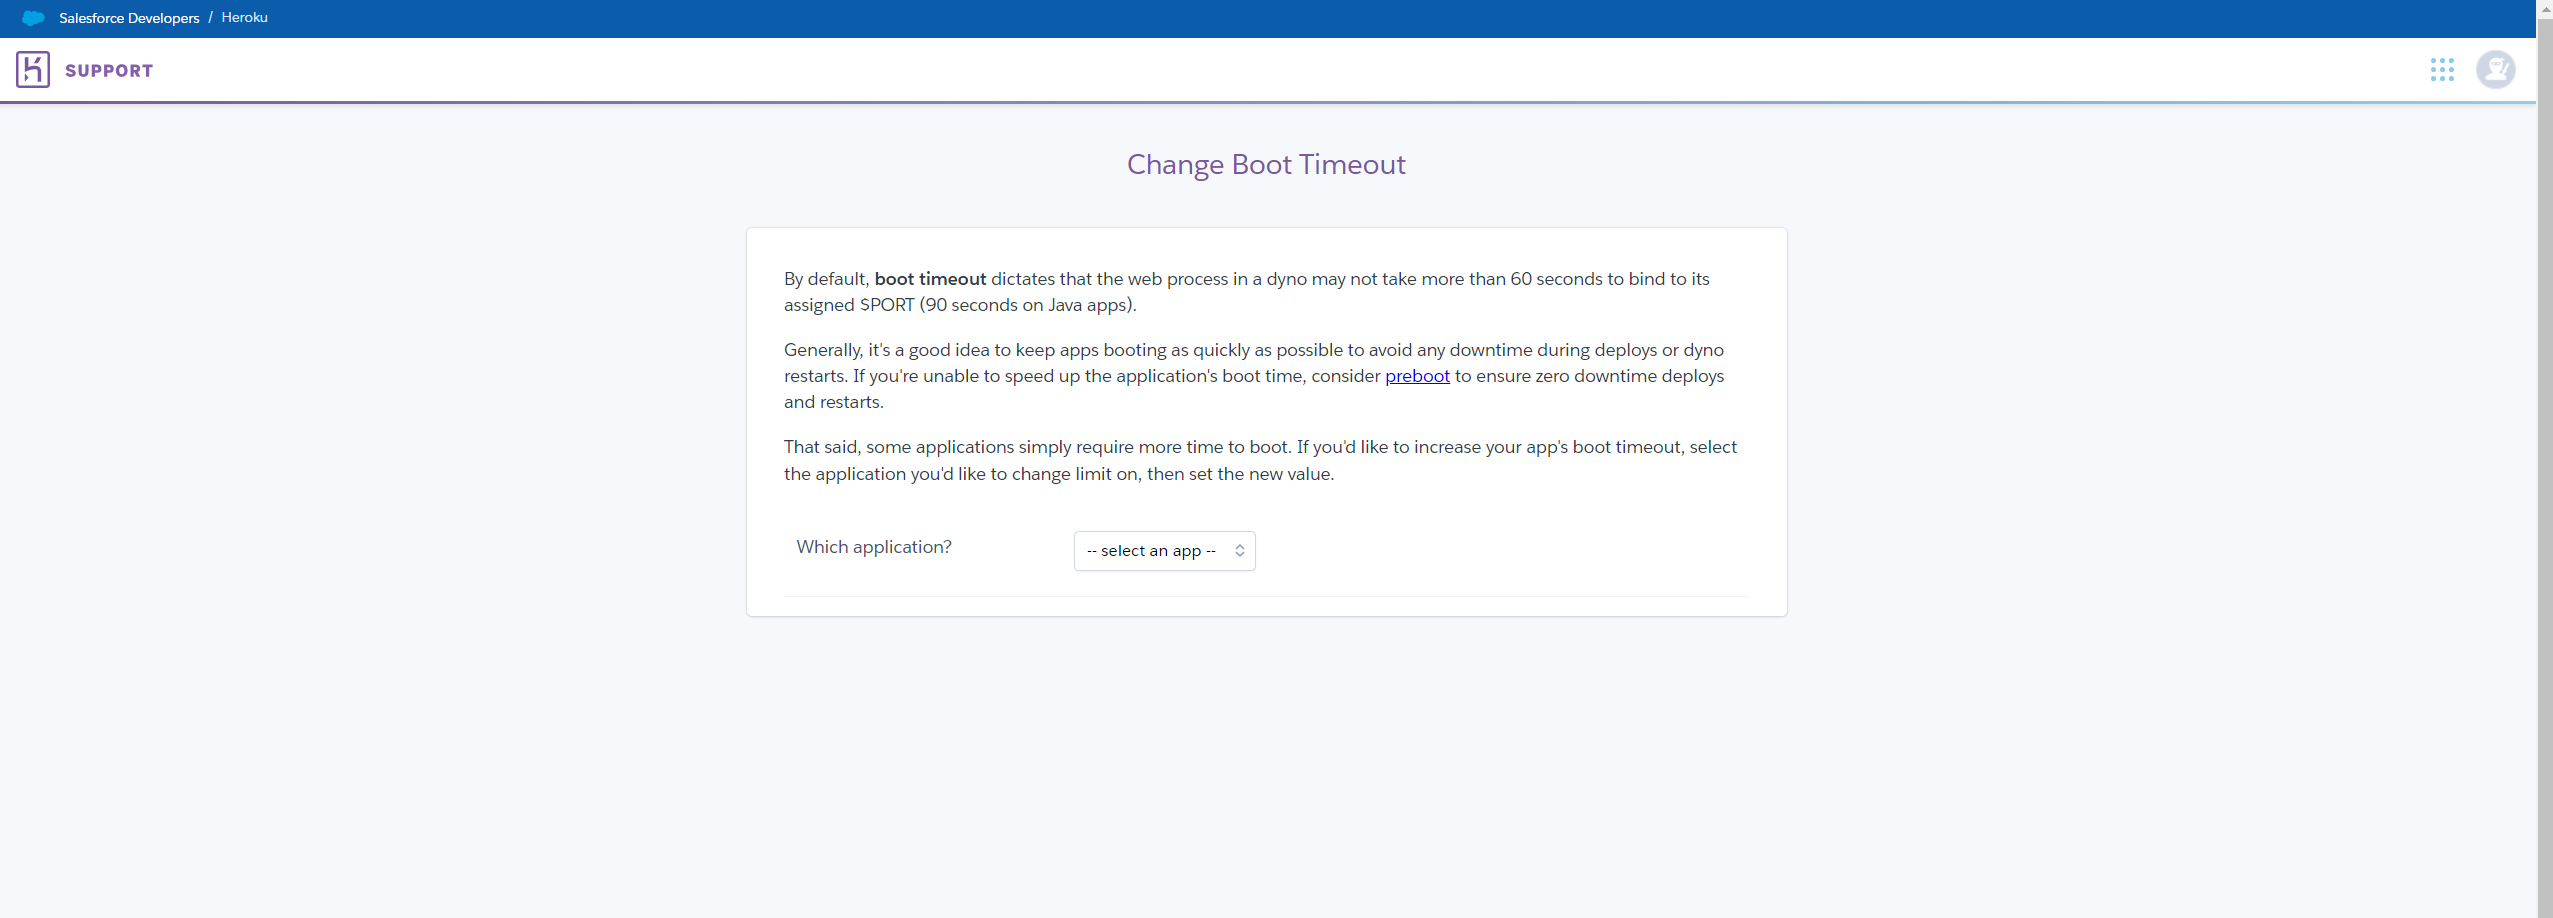 Salesforce Developers / Heroku
SUPPORT
Change Boot Timeout
By default, boot timeout dictates that the web process in a dyno may not take more than 60 seconds to bind to its
assigned $PORT (90 seconds on Java apps).
Generally, it's a good idea to keep apps booting as quickly as possible to avoid any downtime during deploys or dyno
restarts. If you're unable to speed up the application's boot time, consider preboot to ensure zero downtime deploys
and restarts.
That said, some applications simply require more time to boot. If you'd like to increase your app's boot timeout, select
the application you'd like to change limit on, then set the new value.
Which application?
-- select an app --